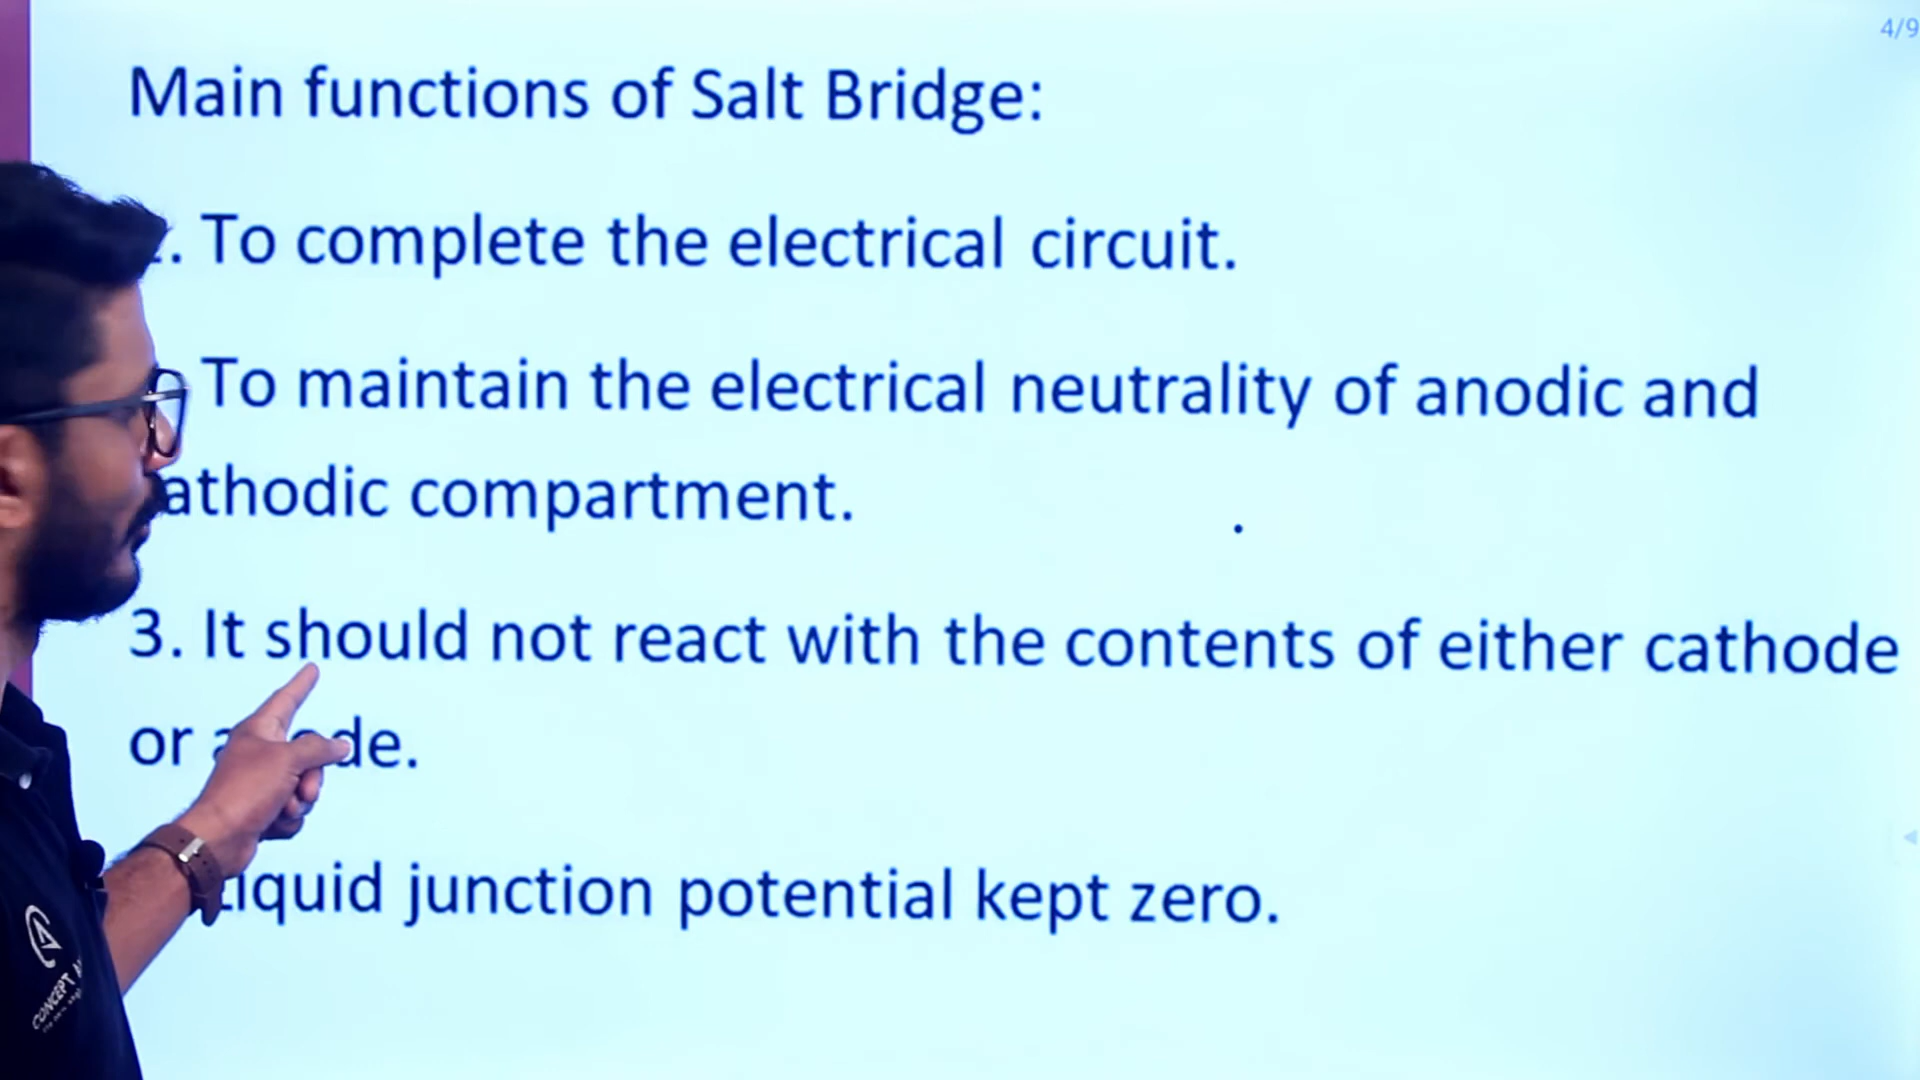 4/9
Main functions of Salt Bridge:
. To complete the electrical circuit.
To maintain the electrical neutrality of anodic and
athodic compartment.
3. It should not react with the contents of either cathode
or de.
iquid junction potential kept zero.
CONCEPT